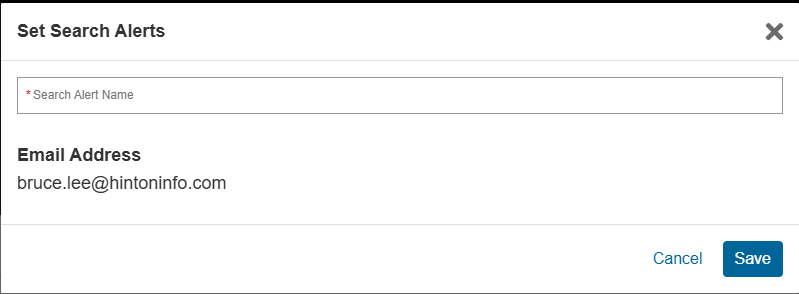 Set Search Alerts
* Search Alert Name
Email Address
bruce.lee@hintoninfo.com
Cancel Save